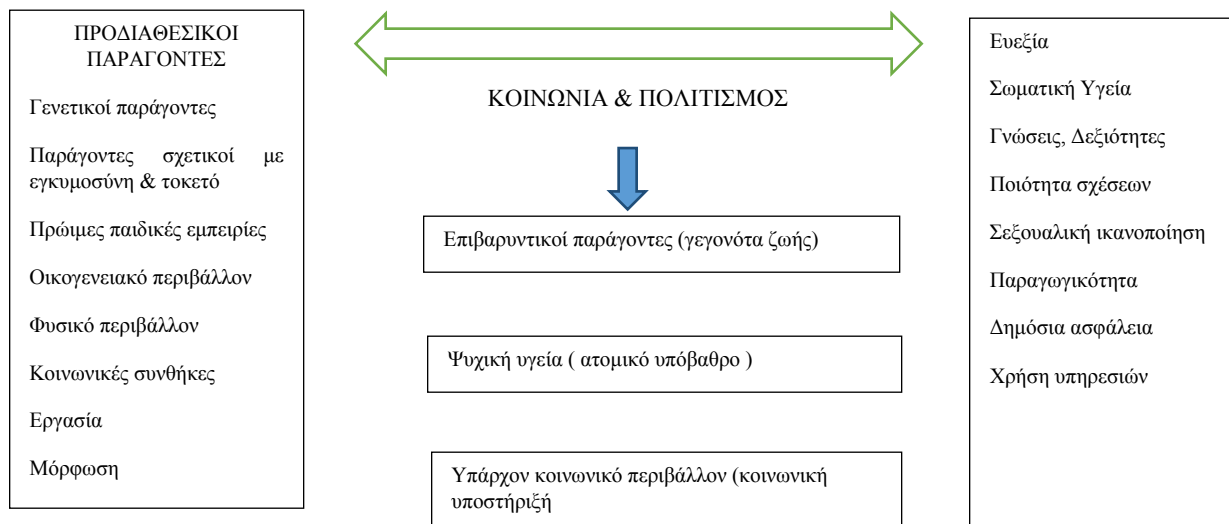 ΠΡΟΔΙΑΘΕΣΙΚΟΙ
ΠΑΡΑΓΟΝΤΕΣ
Γενετικοί παράγοντες
Παράγοντες σχετικοί με
εγκυμοσύνη & τοκετό
Πρώιμες παιδικές εμπειρίες
Οικογενειακό περιβάλλον
Φυσικό περιβάλλον
Κοινωνικές συνθήκες
Εργασία
Μόρφωση
ΚΟΙΝΩΝΙΑ & ΠΟΛΙΤΙΣΜΟΣ
Επιβαρυντικοί παράγοντες (γεγονότα ζωής)
Ψυχική υγεία ( ατομικό υπόβαθρο )
Υπάρχον κοινωνικό περιβάλλον (κοινωνική
υποστήριξή
Ευεξία
Σωματική Υγεία
Γνώσεις, Δεξιότητες
Ποιότητα σχέσεων
Σεξουαλική ικανοποίηση
Παραγωγικότητα
Δημόσια ασφάλεια
Χρήση υπηρεσιών